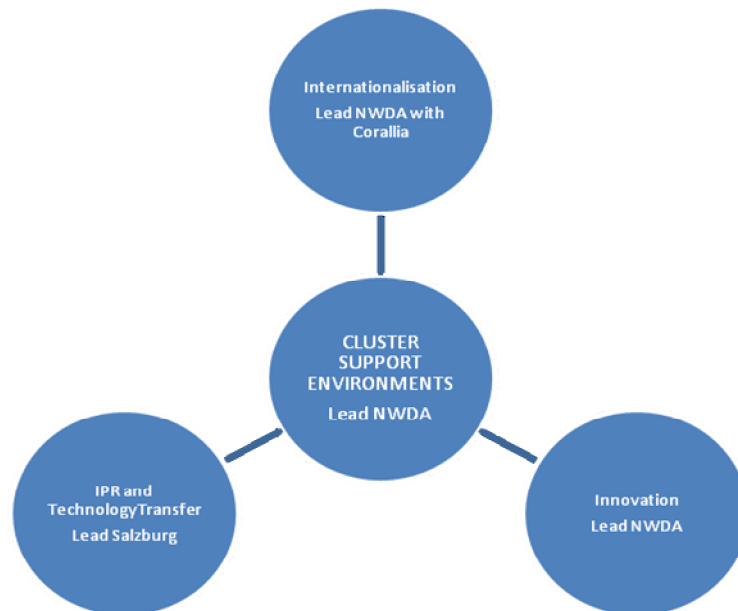 Internationalisation
Lead NWDA with
Corallia
CLUSTER
SUPPORT
ENVIRONMENTS
Lead NWDA
IPR and
TechnologyTransfer
Lead Salzburg
Innovation
Lead NWDA